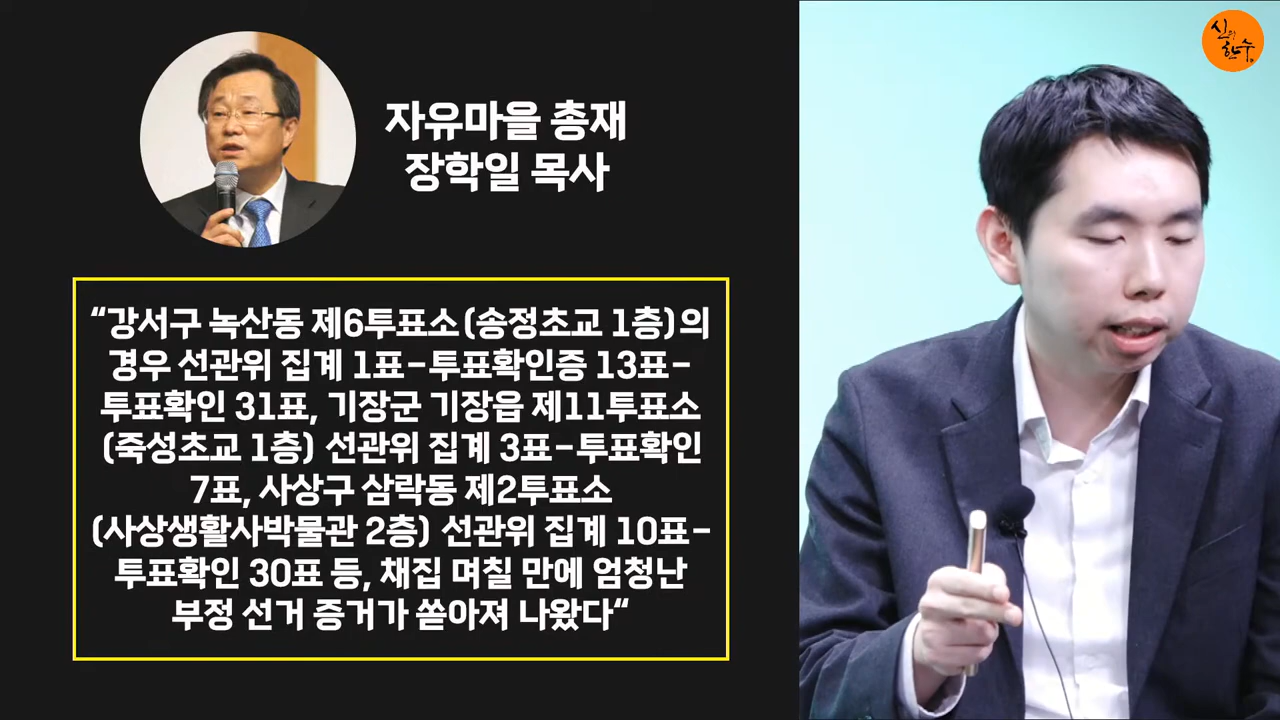 자유마을 총재
장학일 목사
“강서구 녹산동 제6투표소(송정초교 1층)의
경우 선관위 집계 1표-투표확인증 13표-
투표확인 31표, 기장군 기장읍 제11투표소
(죽성초교 1층) 선관위 집계 3표-투표확인
7표, 사상구 삼락동 제2투표소
(사상생활사박물관 2층) 선관위 집계 10표-
투표확인 30표 등, 채집 며칠 만에 엄청난
부정 선거 증거가 쏟아져 나왔다“
신의
한수